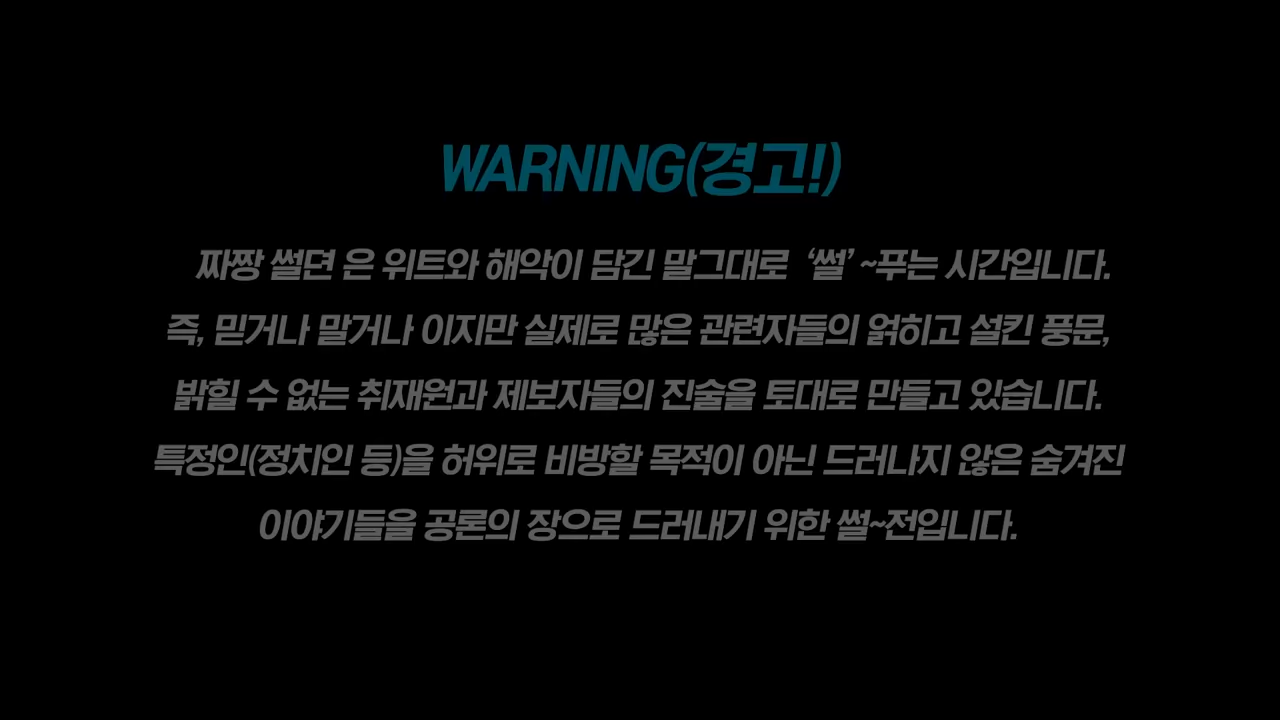 WARNING(경고!)
짜짱 썰뎐 은 위트와 해악이 담긴 말그대로 ‘썰’ ~푸는 시간입니다.
즉, 믿거나 말거나 이지만 실제로 많은 관련자들의 얽히고 설킨 풍문,
밝힐 수 없는 취재원과 제보자들의 진술을 토대로 만들고 있습니다.
특정인(정치인 등)을 허위로 비방할 목적이 아닌 드러나지 않은 숨겨진
이야기들을 공론의 장으로 드러내기 위한 썰~전입니다.